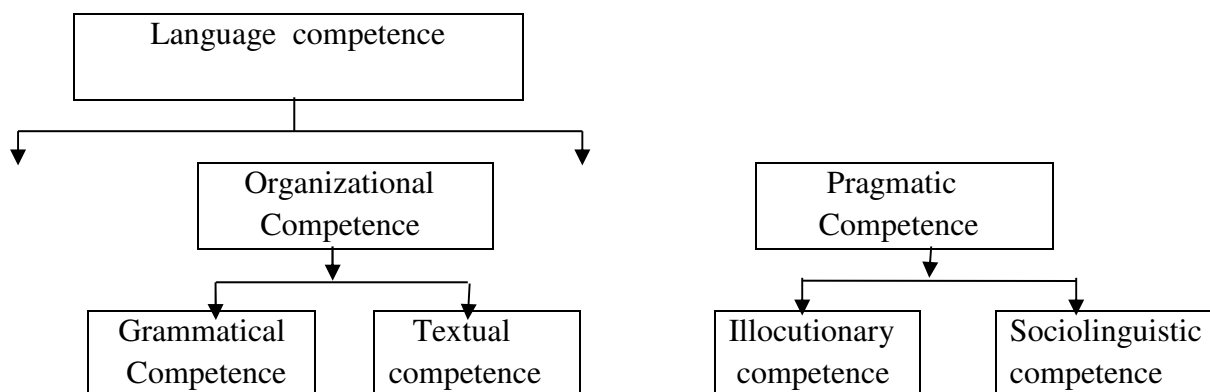 Language competence
Organizational
Competence
Pragmatic
Competence
Grammatical
Competence
Textual
competence
Illocutionary
competence
Sociolinguistic
competence